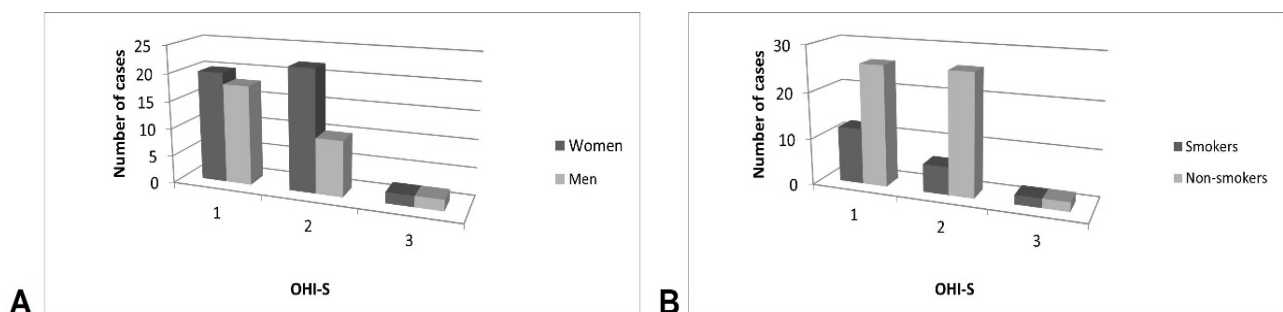 25
20
15
10
5
0
Number of cases
1 2 3
OHI-S
Women
Men
A
30
20
10
0
Number of cases
1 2 3
OHI-S
Smokers
Non-smokers
B